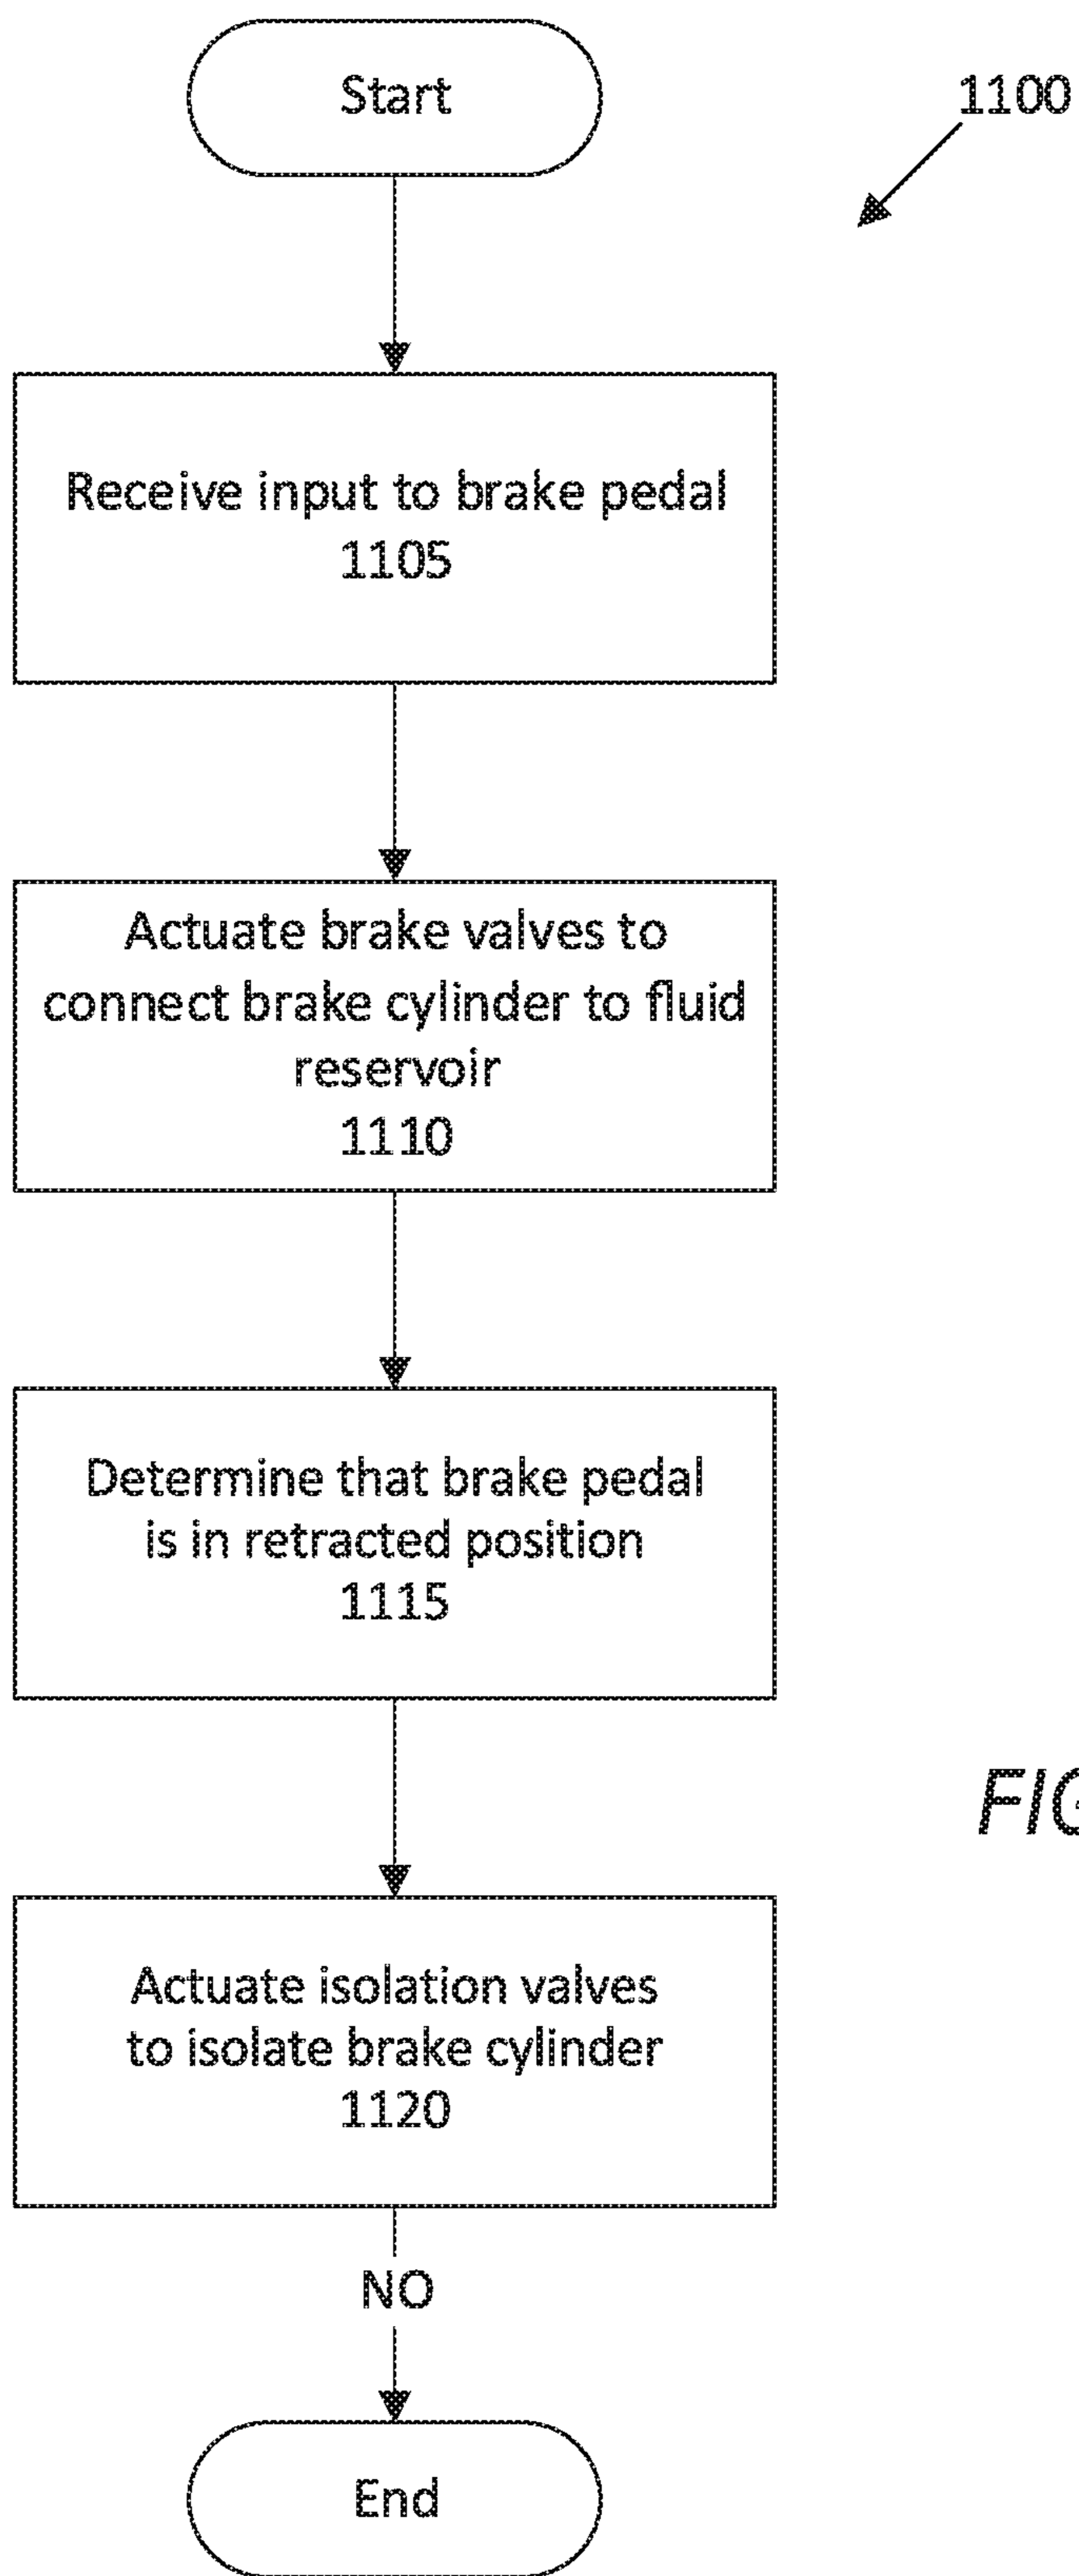 Start
1100
Receive input to brake pedal
1105
Actuate brake valves to
connect brake cylinder to fluid
reservoir
1110
Determine that brake pedal
is in retracted position
1115
FIG
Actuate isolation valves
to isolate brake cylinder
1120
NO
End